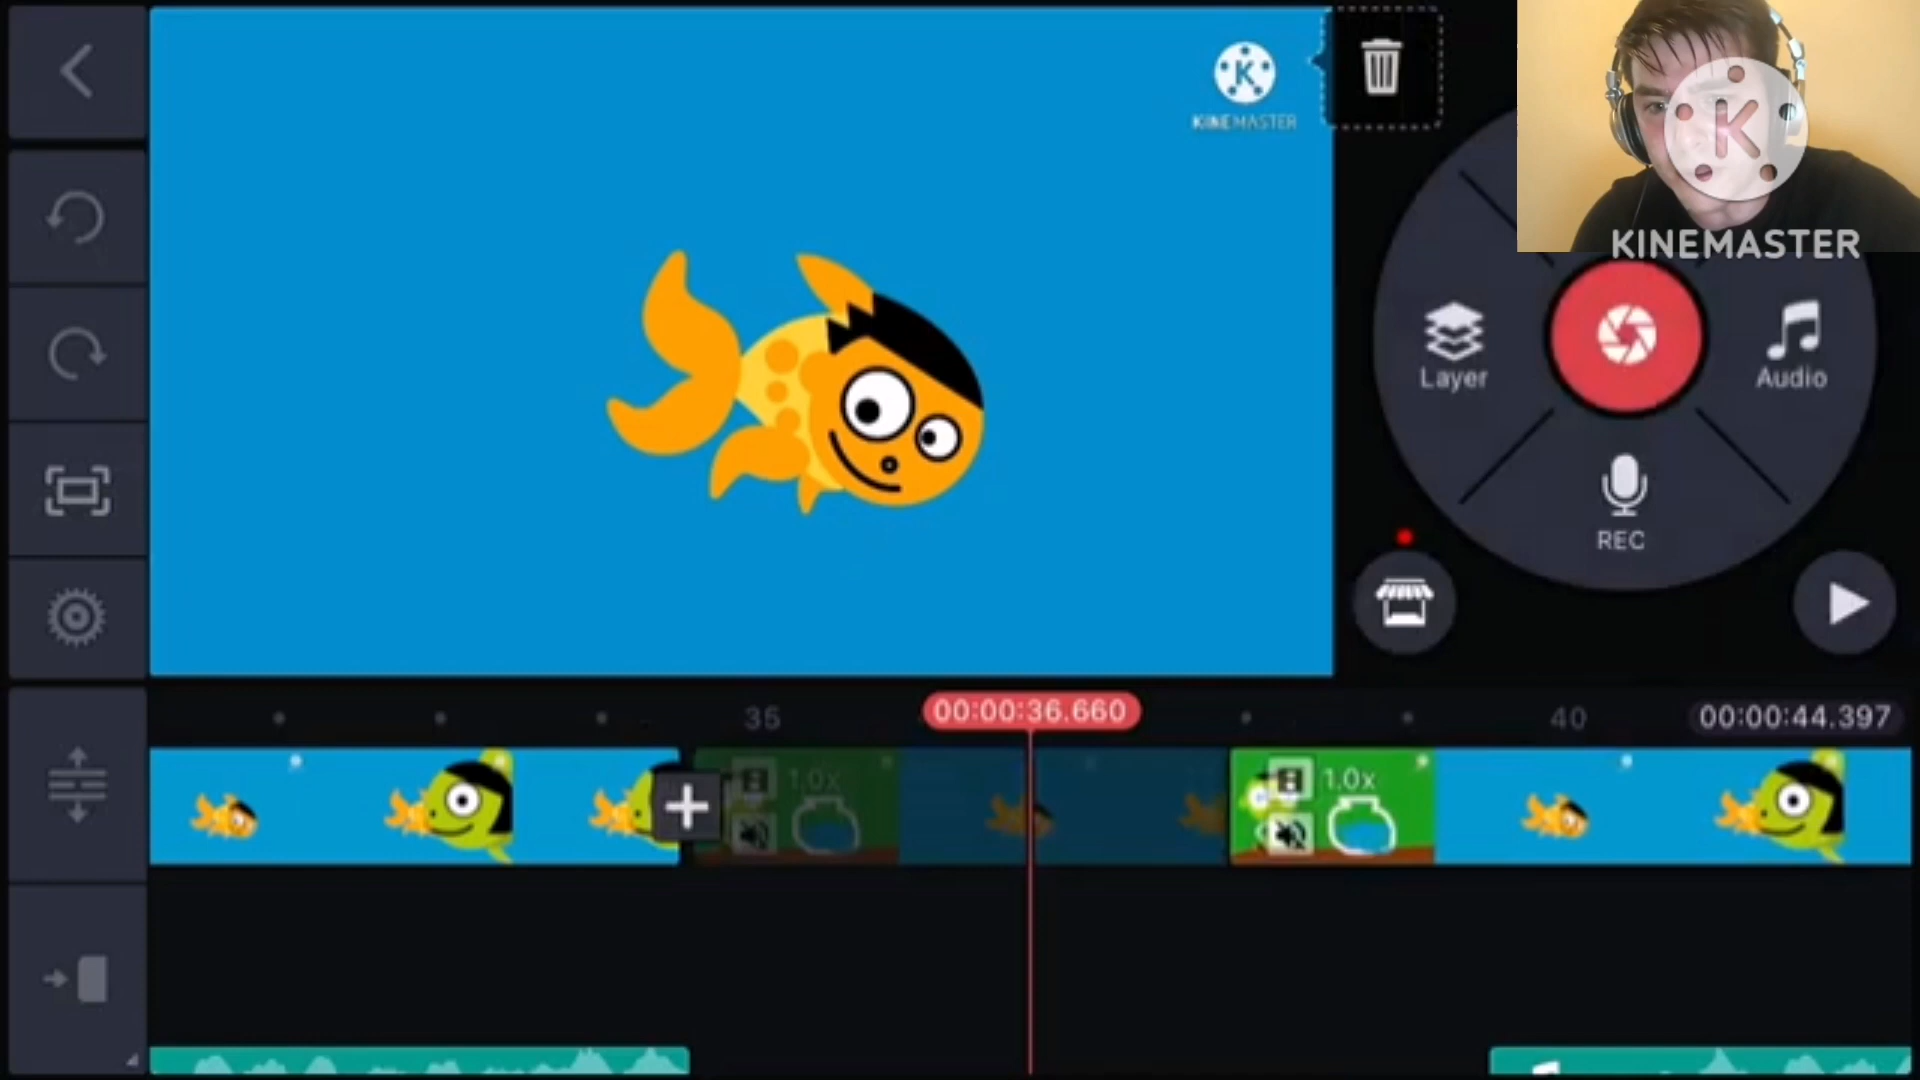 KINEMASTER
K
K
KINEMASTER
Layer
Audio
REC
35
00:00:36.660
40
00:00:44.397
1.0x
1.0x